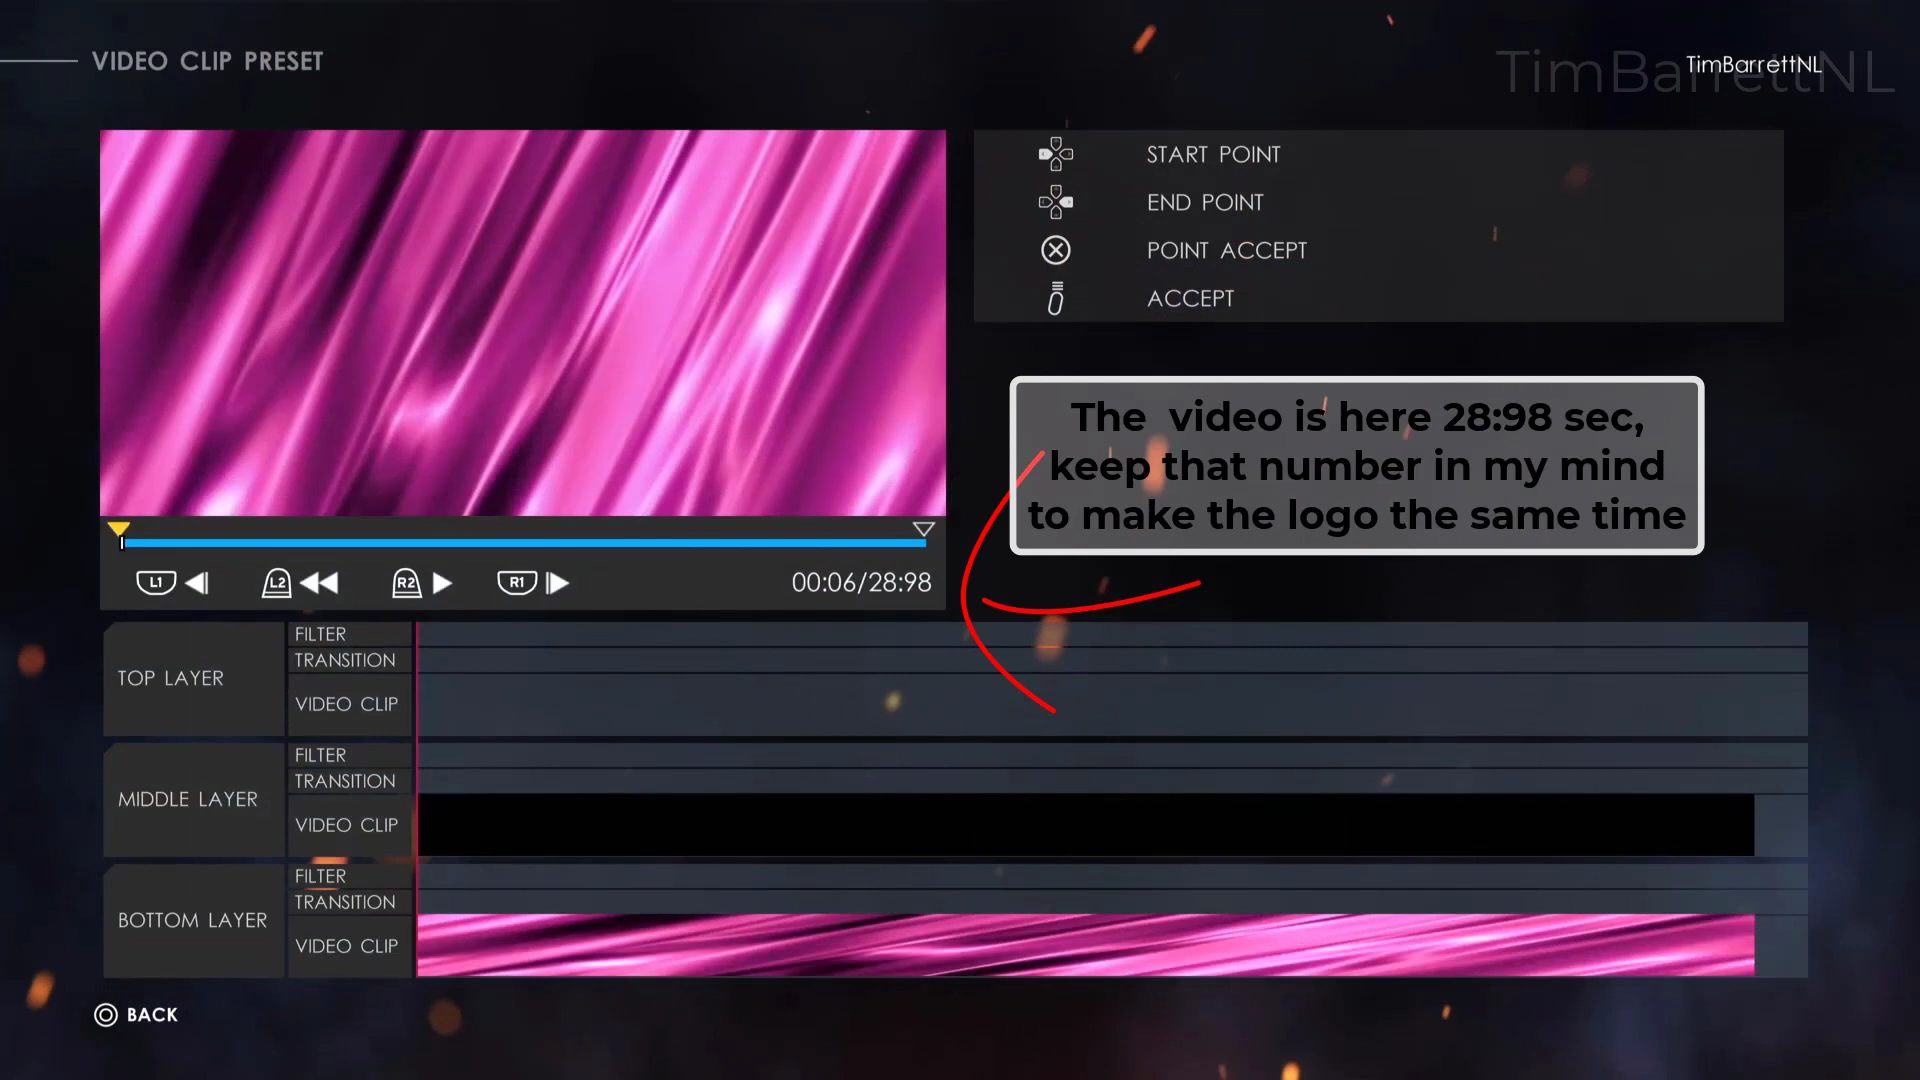 VIDEO CLIP PRESET
TimBarrettNL
TimBarrettNL
START POINT
END POINT
POINT ACCEPT
ACCEPT
The video is here 28:98 sec,
keep that number in my mind
to make the logo the same time
L1
L2
R2
R1
00:06/28:98
TOP LAYER
FILTER
TRANSITION
VIDEO CLIP
MIDDLE LAYER
FILTER
TRANSITION
VIDEO CLIP
BOTTOM LAYER
FILTER
TRANSITION
VIDEO CLIP
BACK